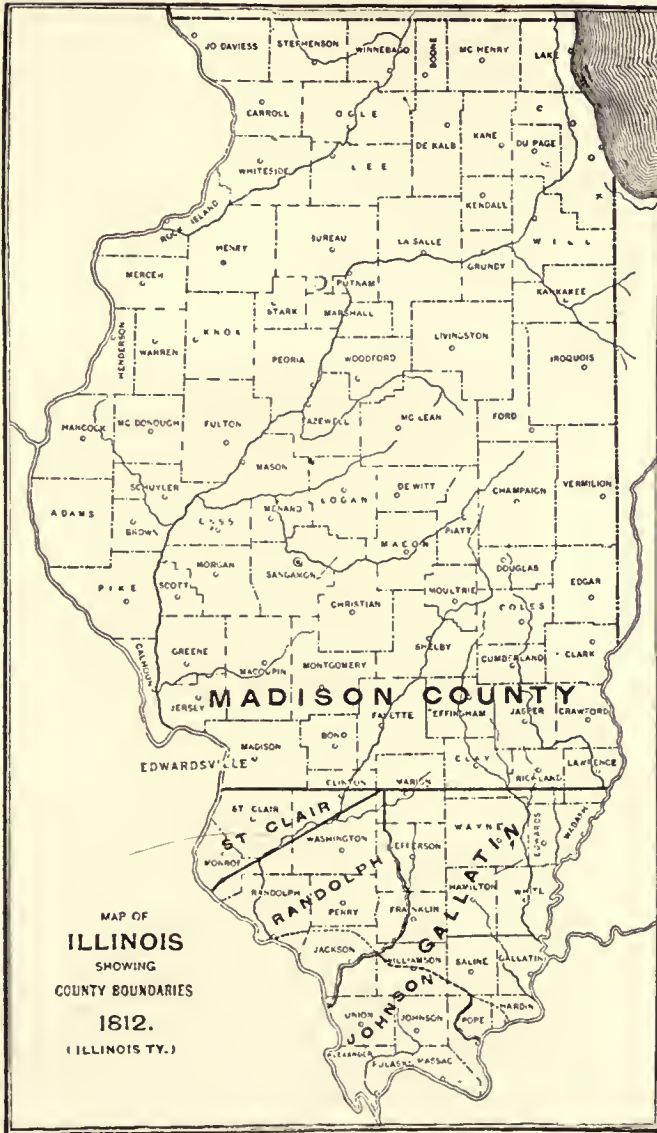 JO DAVIESS
STEPHENSON
WINNEBAGO
BOONE
MC HENRY
LAKE
CARROLL
OGLE
DE KALB
KANE
DU PAGE
C
O
O
K
WHITESIDE
LEE
KENDALL
ROCK ISLAND
HENRY
BUREAU
LA SALLE
GRUNDY
WILL
MERCER
PUTNAM
KANKAKEE
HENDERSON
WARREN
KNOX
STARK
MARSHALL
PEORIA
WOODFORD
LIVINGSTON
IROQUOIS
HANCOCK
MC DONOUGH
FULTON
TAZEWELL
MC LEAN
FORD
MASON
ADAMS
SCHUYLER
BROWN
CASS
MENARD
LOGAN
DE WITT
CHAMPAIGN
VERMILION
PIATT
MACON
PIKE
SCOTT
MORGAN
SANGAMON
CHRISTIAN
MOULTRIE
DOUGLAS
COLES
EDGAR
CALHOUN
GREENE
MACOUPIN
MONTGOMERY
SHELBY
CUMBERLAND
CLARK
JERSEY
MADISON COUNTY
FAYETTE
EFFINGHAM
JASPER
CRAWFORD
MADISON
BOND
CLAY
RICHLAND
LAWRENCE
EDWARDSVILLE
CLINTON
MARION
ST CLAIR
ST CLAIR
MONROE
WASHINGTON
JEFFERSON
WAYNE
EDWARDS
WABASH
RANDOLPH
RANDOLPH
PERRY
FRANKLIN
HAMILTON
WHITE
GALLATIN
JACKSON
WILLIAMSON
SALINE
GALLATIN
JOHNSON
UNION
JOHNSON
POPE
HARDIN
ALEXANDER
PULASKI
MASSAC
MAP OF
ILLINOIS
SHOWING
COUNTY BOUNDARIES
1812.
(ILLINOIS TY.)